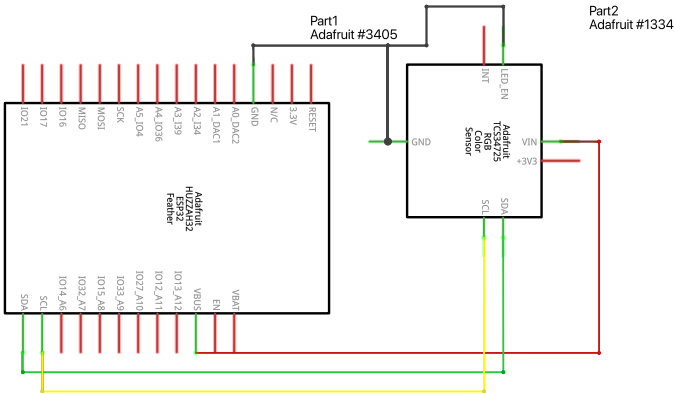 Part1
Adafruit #3405
Part2
Adafruit #1334
IO21
IO17
IO16
MISO
MOSI
SCK
A5_IO4
A4_IO36
A3_I39
A2_I34
A1_DAC1
A0_DAC2
GND
N/C
3.3V
RESET
Adafruit
HUZZAH32
ESP32
Feather
SDA
SCL
IO14_A6
IO32_A7
IO15_A8
IO33_A9
IO27_A10
IO12_A11
IO13_A12
VBUS
EN
VBAT
INT
LED_EN
GND
Adafruit
TCS34725
RGB
Color
Sensor
VIN
+3V3
SCL
SDA